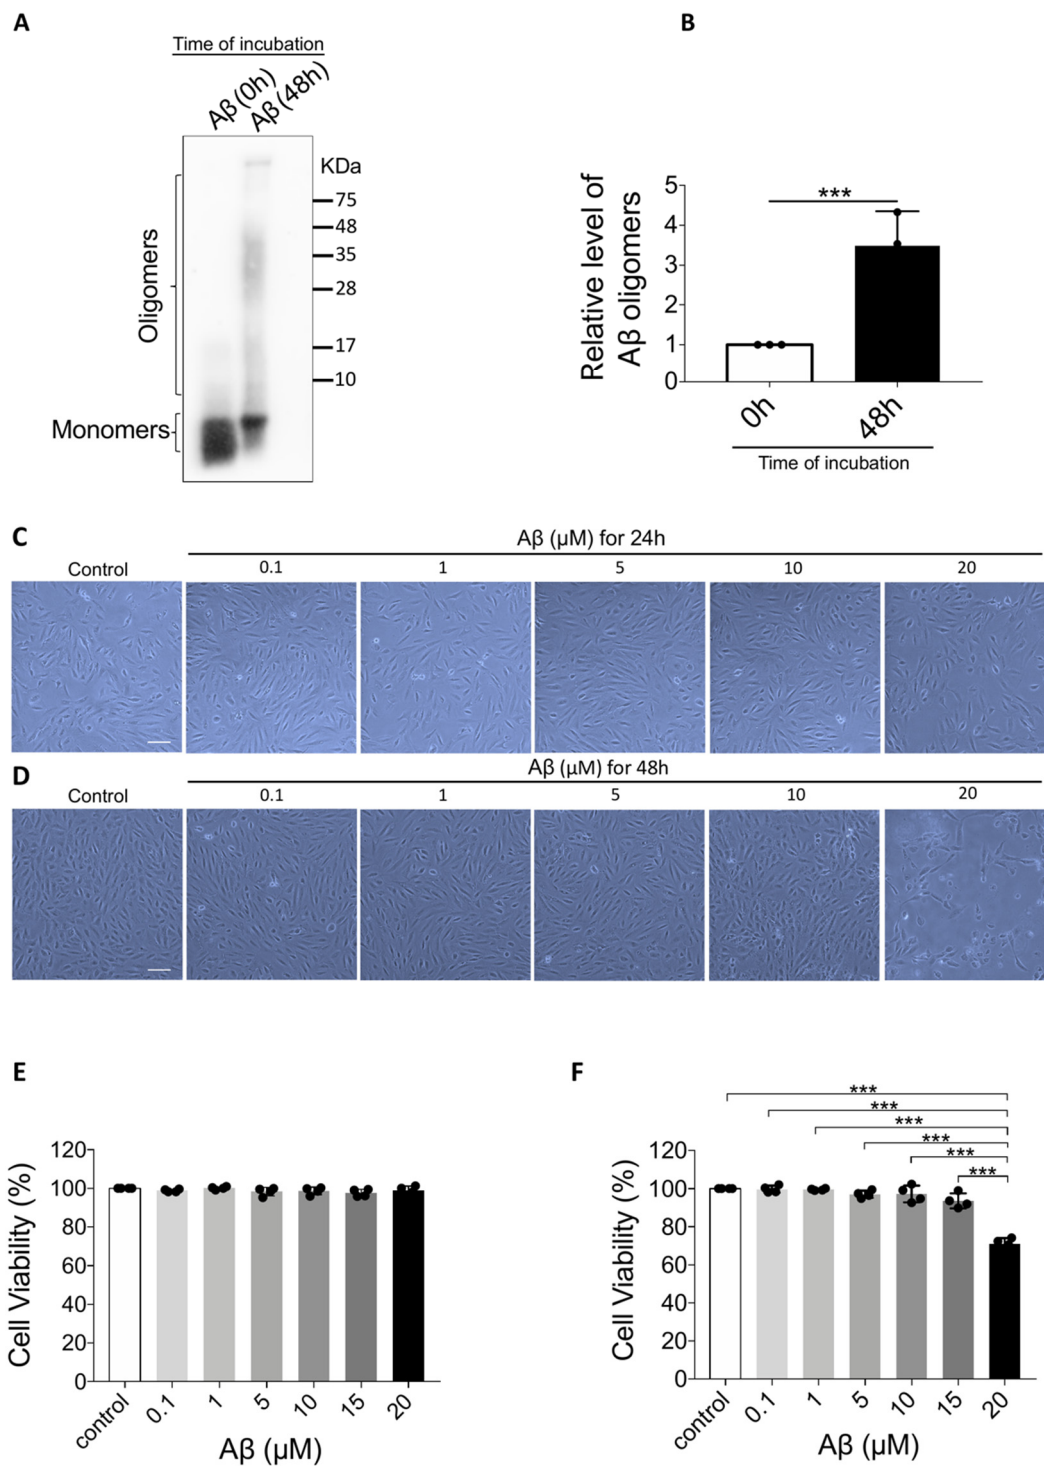 A
Time of incubation
Aβ (0h)
Aβ (48h)
KDa
75
48
35
28
17
10
Oligomers
Monomers
B
Relative level of
Aβ oligomers
5
4
3
2
1
0
***
0h
48h
Time of incubation
C
Aβ (μM) for 24h
Control 0.1 1 5 10 20
D
Aβ (μM) for 48h
Control 0.1 1 5 10 20
E
Cell Viability (%)
120
100
80
60
40
20
0
control 0.1 1 5 10 15 20
Aβ (μM)
F
***
***
***
***
***
***
Cell Viability (%)
120
100
80
60
40
20
0
control 0.1 1 5 10 15 20
Aβ (μM)